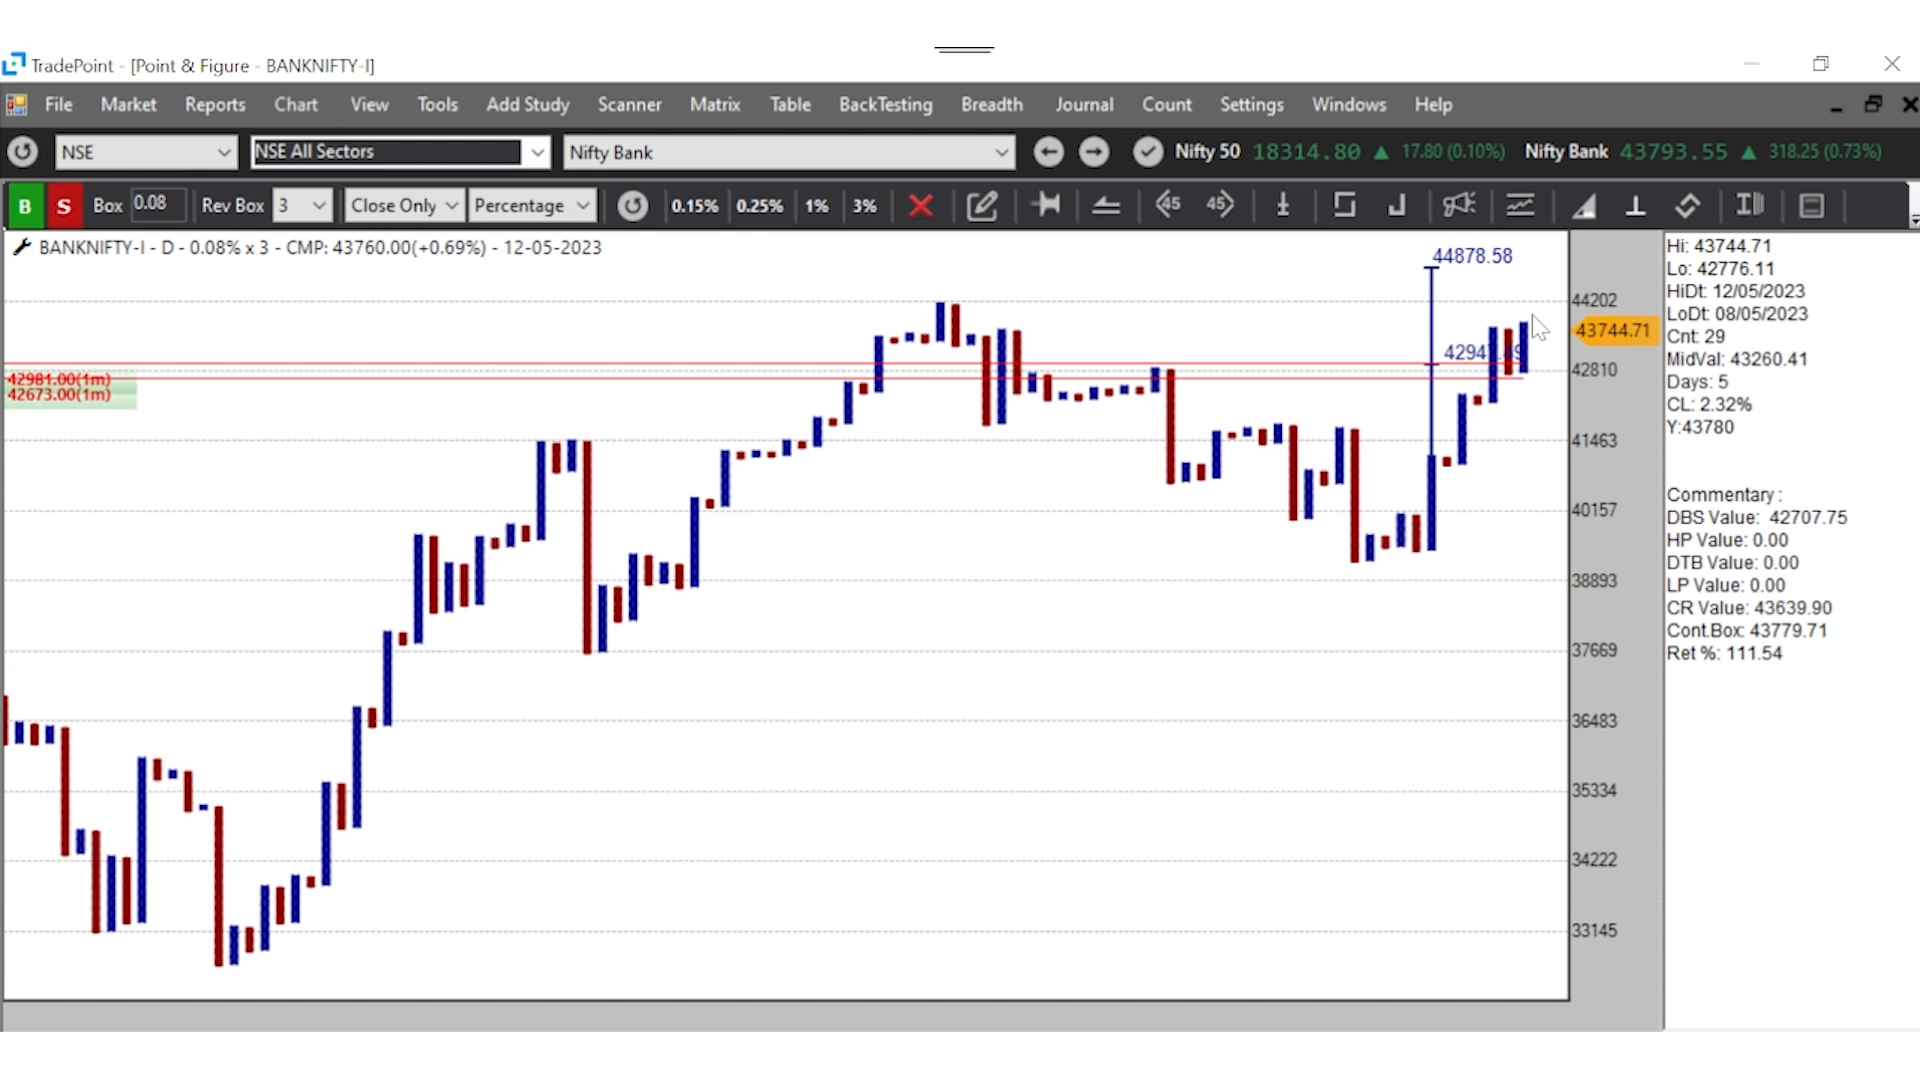 TradePoint - [Point & Figure - BANKNIFTY-I]
File Market Reports Chart View Tools Add Study Scanner Matrix Table BackTesting Breadth Journal Count Settings Windows Help
NSE NSE All Sectors Nifty Bank Nifty 50 18314.80 ▲ 17.80 (0.10%) Nifty Bank 43793.55 ▲ 318.25 (0.73%)
B S Box 0.08 Rev Box 3 Close Only Percentage 0.15% 0.25% 1% 3% 45 45
BANKNIFTY-I - D - 0.08% x 3 - CMP: 43760.00(+0.69%) - 12-05-2023
44878.58
44202
43744.71
42981.00(1m)
42673.00(1m)
42810
41463
40157
38893
37669
36483
35334
34222
33145
Hi: 43744.71
Lo: 42776.11
HiDt: 12/05/2023
LoDt: 08/05/2023
Cnt: 29
MidVal: 43260.41
Days: 5
CL: 2.32%
Y:43780
Commentary :
DBS Value: 42707.75
HP Value: 0.00
DTB Value: 0.00
LP Value: 0.00
CR Value: 43639.90
Cont.Box: 43779.71
Ret %: 111.54